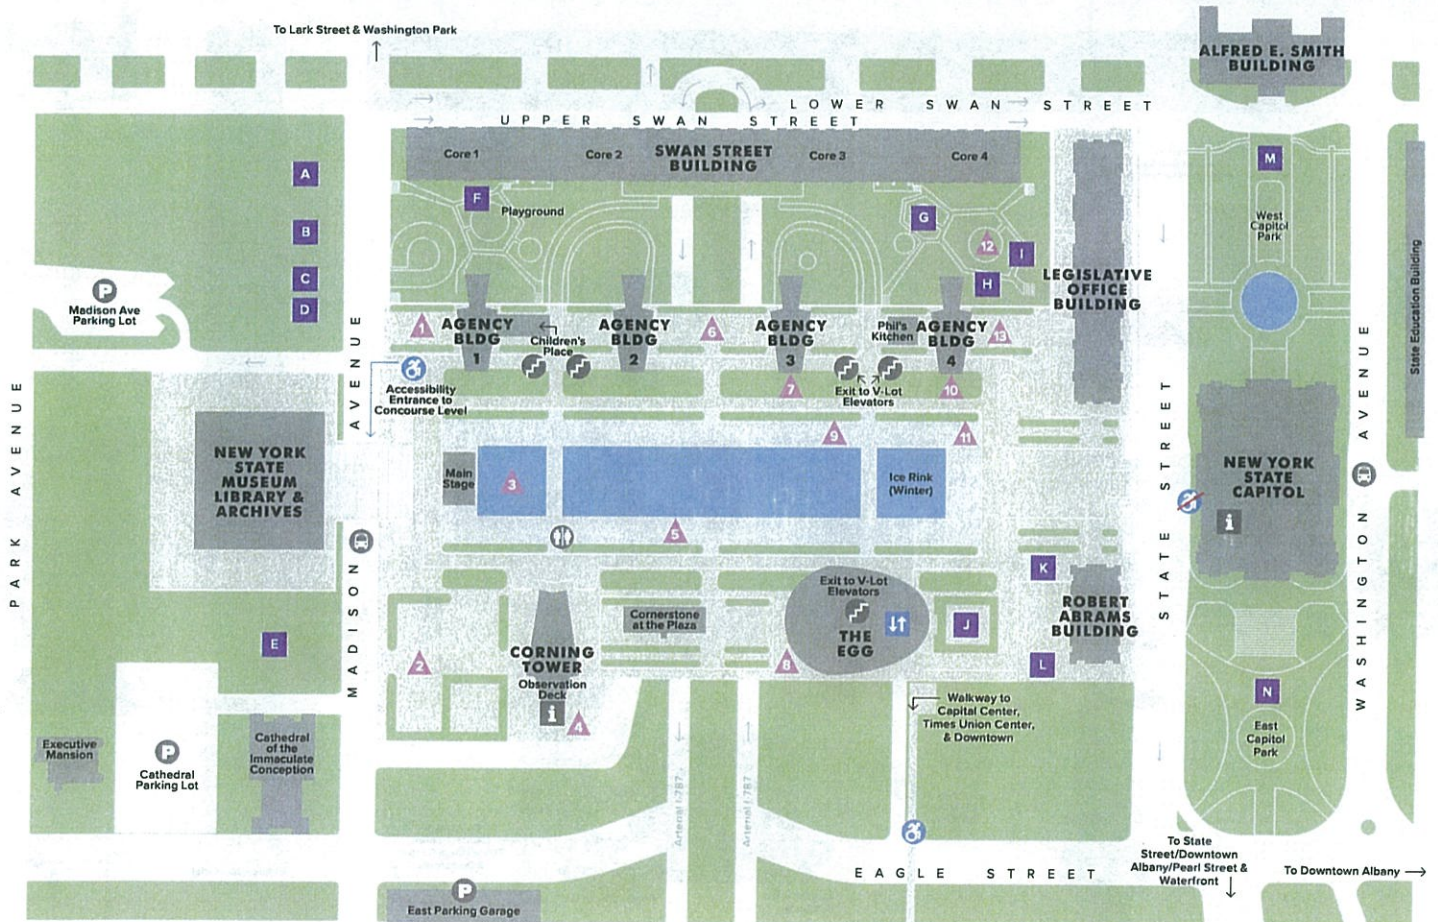 To Lark Street & Washington Park
ALFRED E. SMITH
BUILDING
LOWER SWAN STREET
UPPER SWAN STREET
Core 1
Core 2
SWAN STREET
BUILDING
Core 3
Core 4
A
B
C
D
F
Playground
G
12
I
H
M
West
Capitol
Park
State Education Building
LEGISLATIVE
OFFICE
BUILDING
P
Madison Ave
Parking Lot
1
AGENCY
BLDG
1
Children's
Place
AGENCY
BLDG
2
6
AGENCY
BLDG
3
Phil's
Kitchen
AGENCY
BLDG
4
13
7
10
Exit to V-Lot
Elevators
Accessibility
Entrance to
Concourse Level
PARK AVENUE
MADISON AVENUE
STATE STREET
WASHINGTON AVENUE
NEW YORK
STATE
MUSEUM
LIBRARY &
ARCHIVES
Main
Stage
3
9
11
Ice Rink
(Winter)
5
NEW YORK
STATE
CAPITOL
i
K
Exit to V-Lot
Elevators
THE
EGG
J
ROBERT
ABRAMS
BUILDING
L
E
2
CORNING
TOWER
Observation
Deck
i
4
Cornerstone
at the Plaza
8
Walkway to
Capital Center,
Times Union Center,
& Downtown
N
East
Capitol
Park
Executive
Mansion
P
Cathedral
Parking Lot
Cathedral
of the
Immaculate
Conception
Arterial I-787
Arterial I-787
EAGLE STREET
To State
Street/Downtown
Albany/Pearl Street &
Waterfront
To Downtown Albany
P
East Parking Garage